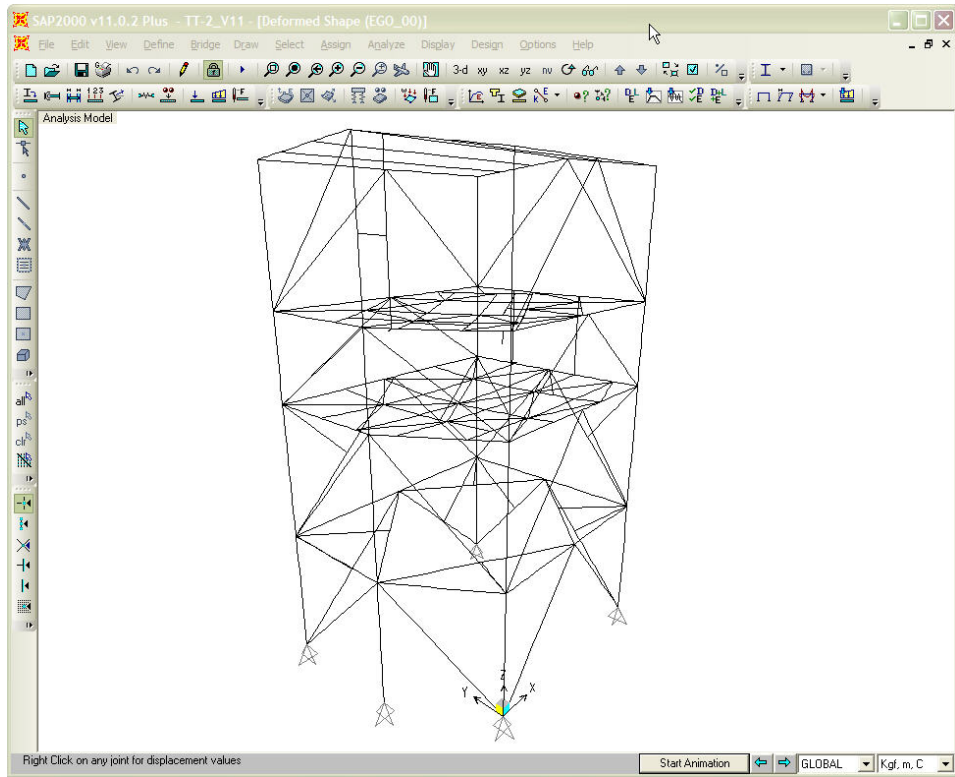 SAP2000 v11.0.2 Plus - TT-2_V11 - [Deformed Shape (EGO_00)]
File Edit View Define Bridge Draw Select Assign Analyze Display Design Options Help
3-d xy xz yz nv
Analysis Model
all
ps
clr
Z
Y
X
Right Click on any joint for displacement values
Start Animation
GLOBAL
Kgf, m, C